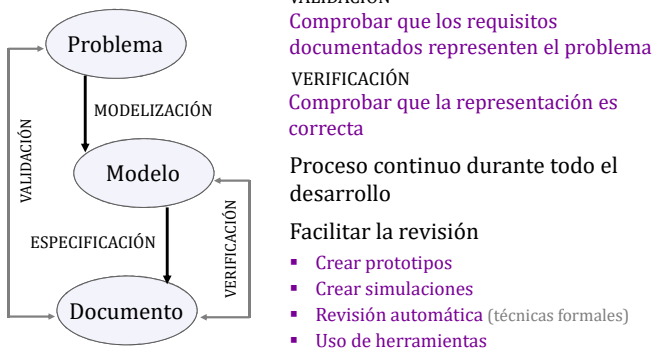 Problema
MODELIZACIÓN
VALIDACIÓN
Modelo
ESPECIFICACIÓN
VERIFICACIÓN
Documento
VALIDACIÓN
Comprobar que los requisitos
documentados representen el problema
VERIFICACIÓN
Comprobar que la representación es
correcta
Proceso continuo durante todo el
desarrollo
Facilitar la revisión
▪ Crear prototipos
▪ Crear simulaciones
▪ Revisión automática (técnicas formales)
▪ Uso de herramientas